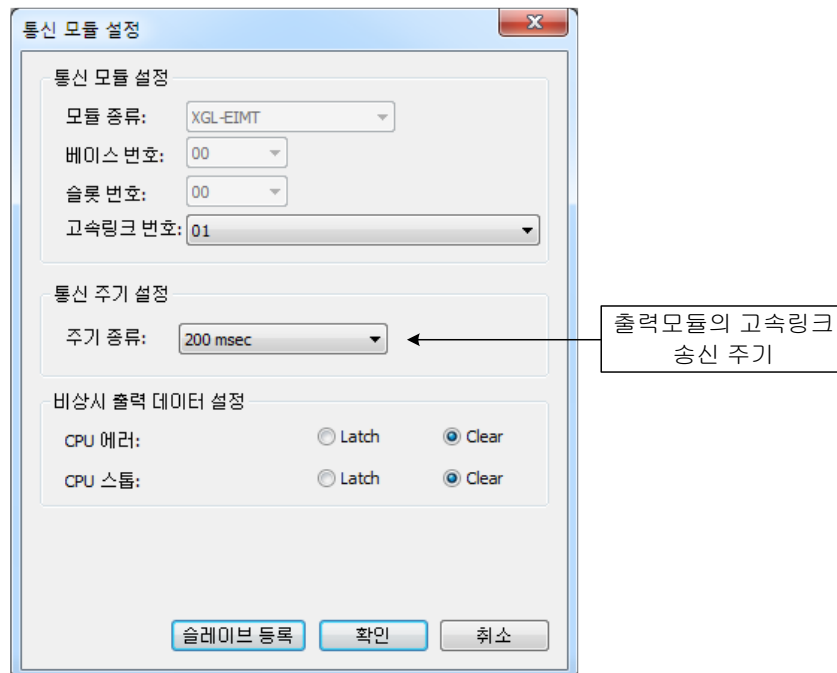 통신 모듈 설정
통신 모듈 설정
모듈 종류: XGL-EIMT
베이스 번호: 00
슬롯 번호: 00
고속링크 번호: 01
통신 주기 설정
주기 종류: 200 msec
출력모듈의 고속링크
송신 주기
비상시 출력 데이터 설정
CPU 에러: Latch Clear
CPU 스톱: Latch Clear
슬레이브 등록 확인 취소